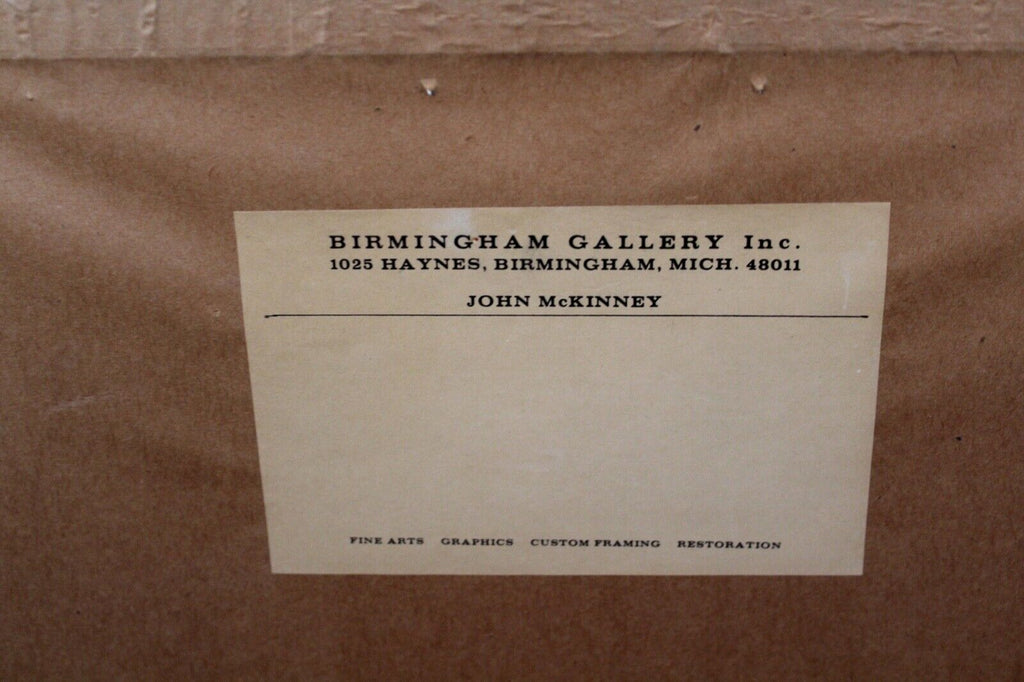 BIRMINGHAM GALLERY Inc.
1025 HAYNES, BIRMINGHAM, MICH. 48011
JOHN McKINNEY
FINE ARTS GRAPHICS CUSTOM FRAMING RESTORATION